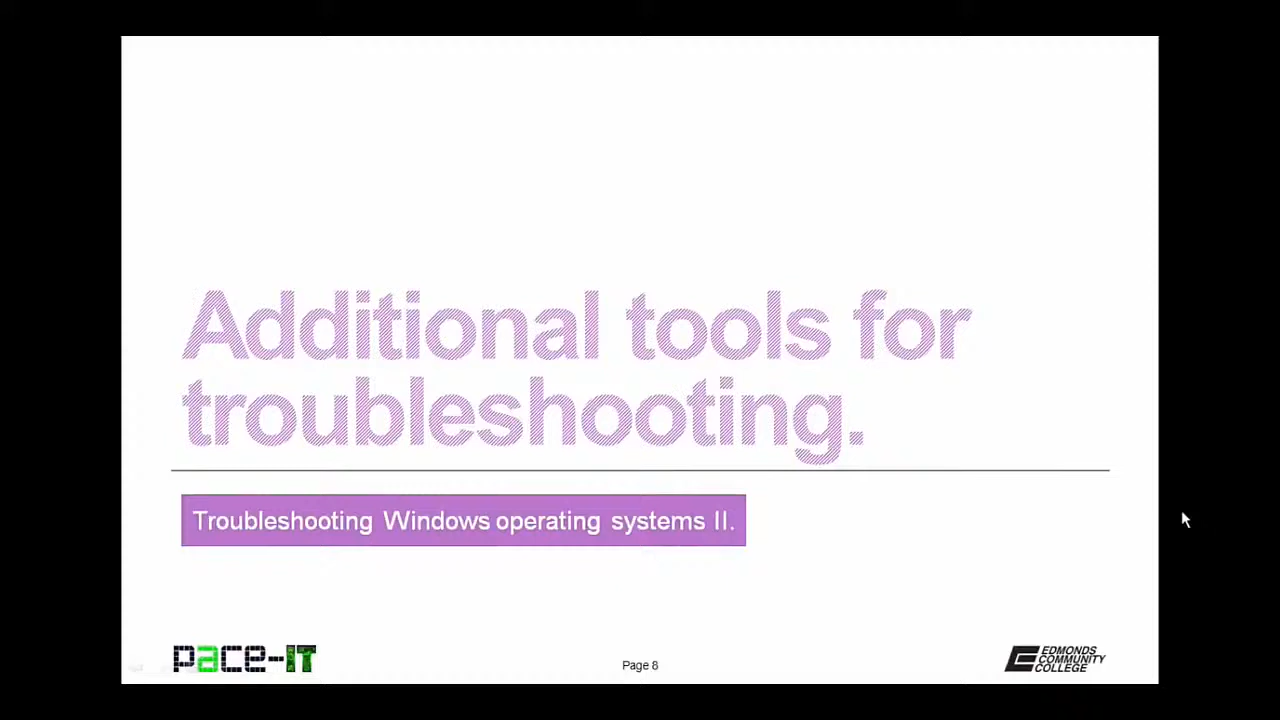 Additional tools for
troubleshooting.
Troubleshooting Windows operating systems II.
pace-IT
Page 8
EDMONDS
COMMUNITY
COLLEGE